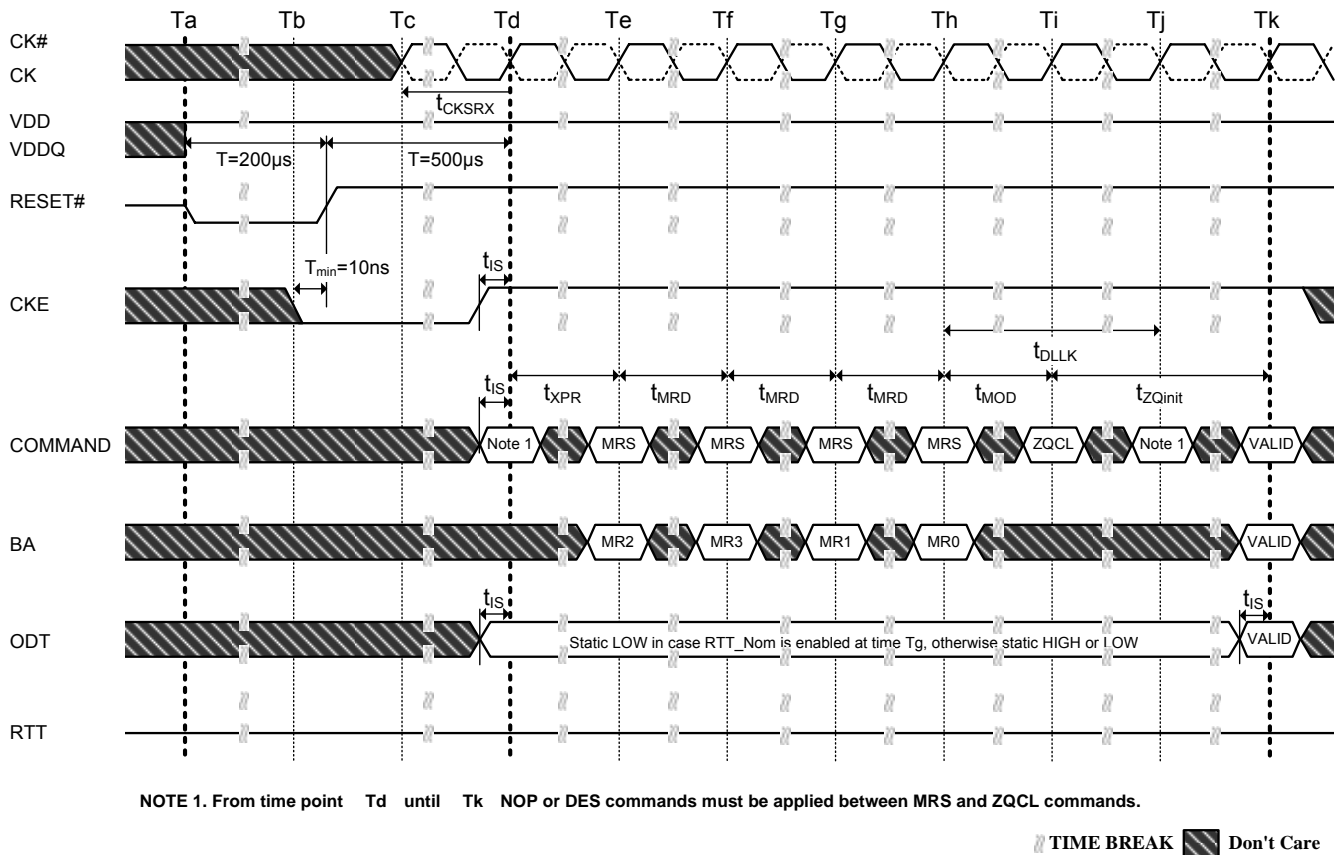 Ta Tb Tc Td Te Tf Tg Th Ti Tj Tk
CK#
CK
tCKSRX
VDD
VDDQ
T=200µs T=500µs
RESET#
Tmin=10ns tIS
CKE
tDLLK
tIS tXPR tMRD tMRD tMRD tMOD tZQinit
COMMAND Note 1 MRS MRS MRS MRS ZQCL Note 1 VALID
BA MR2 MR3 MR1 MR0 VALID
tIS tIS
ODT Static LOW in case RTT_Nom is enabled at time Tg, otherwise static HIGH or LOW VALID
RTT
NOTE 1. From time point Td until Tk NOP or DES commands must be applied between MRS and ZQCL commands.
TIME BREAK Don't Care